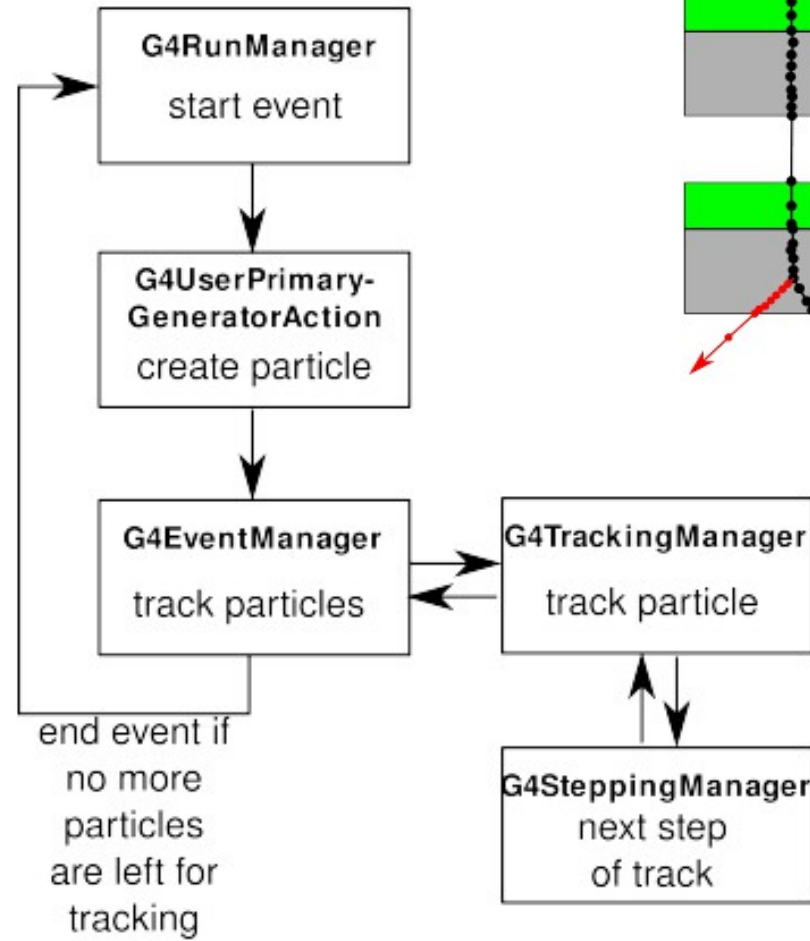 G4RunManager
start event
G4UserPrimary-
GeneratorAction
create particle
G4EventManager
track particles
G4TrackingManager
track particle
end event if
no more
particles
are left for
tracking
G4SteppingManager
next step
of track